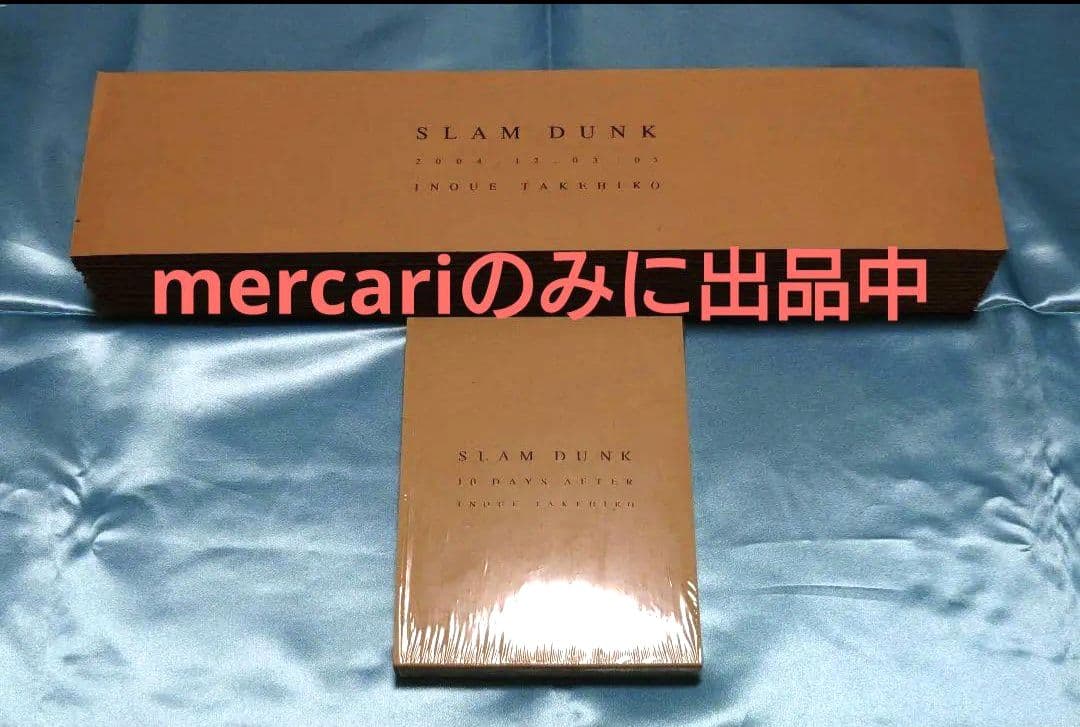 SLAM DUNK
2004.12.03-05
INOUE TAKEHIKO
mercariのみに出品中
SLAM DUNK
10 DAYS AFTER
INOUE TAKEHIKO